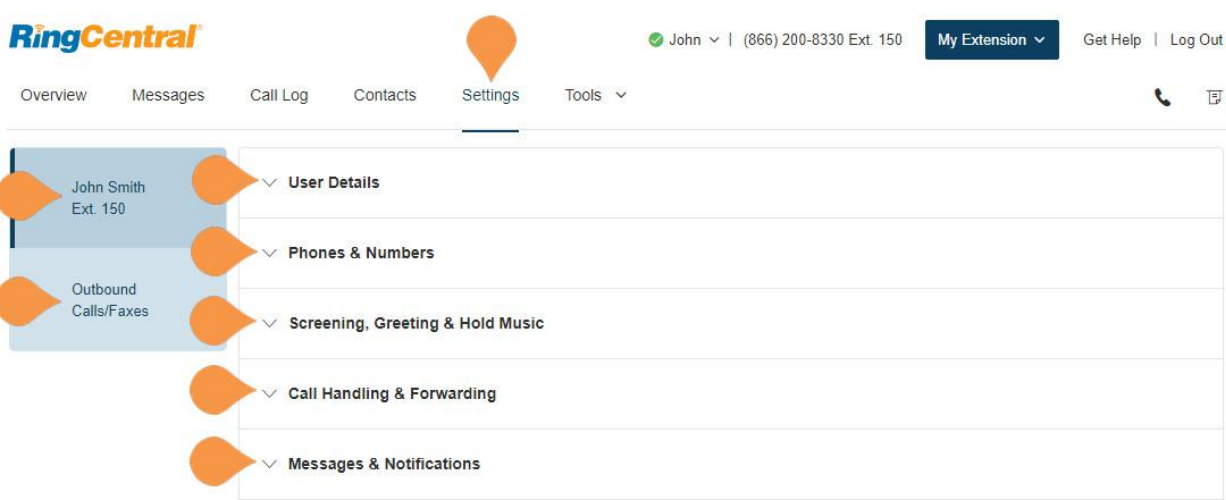 RingCentral
John | (866) 200-8330 Ext. 150 My Extension Get Help | Log Out
Overview Messages Call Log Contacts Settings Tools
John Smith
Ext. 150
Outbound
Calls/Faxes
User Details
Phones & Numbers
Screening, Greeting & Hold Music
Call Handling & Forwarding
Messages & Notifications